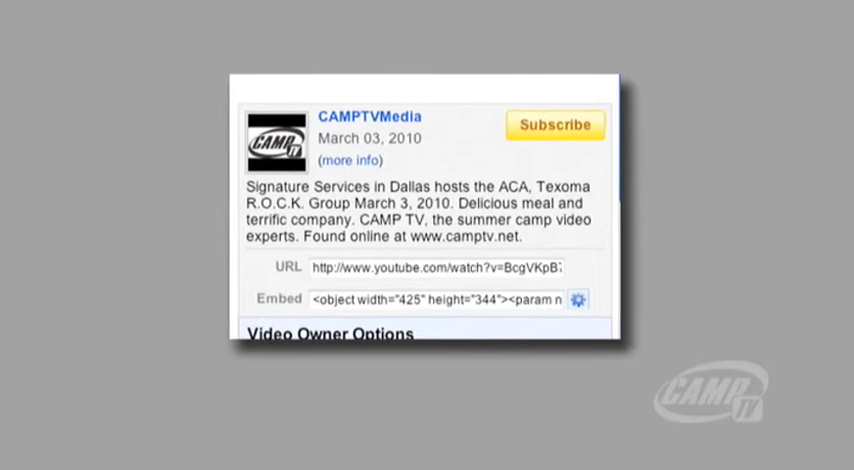 CAMPTVMedia
Subscribe
March 03, 2010
(more info)
CAMP TV
Signature Services in Dallas hosts the ACA, Texoma
R.O.C.K. Group March 3, 2010. Delicious meal and
terrific company. CAMP TV, the summer camp video
experts. Found online at www.camptv.net.
URL http://www.youtube.com/watch?v=BcgVKpB
Embed <object width="425" height="344"><param n
Video Owner Options
CAMP TV